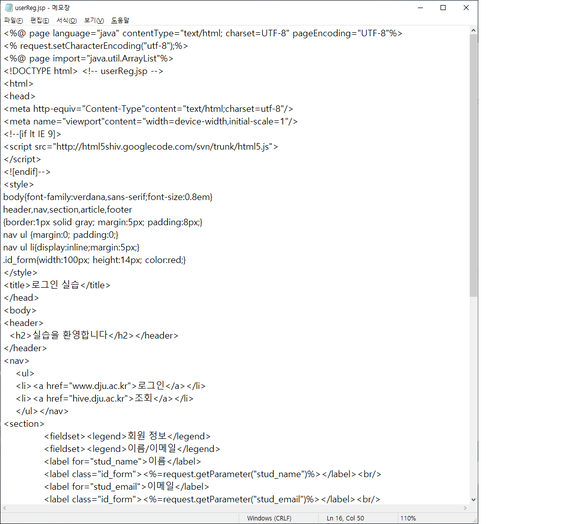 userReg.jsp - 메모장
파일(F) 편집(E) 서식(O) 보기(V) 도움말
<%@ page language="java" contentType="text/html; charset=UTF-8" pageEncoding="UTF-8"%>
<% request.setCharacterEncoding("utf-8");%>
<%@ page import="java.util.ArrayList"%>
<!DOCTYPE html> <!-- userReg.jsp -->
<html>
<head>
<meta http-equiv="Content-Type"content="text/html;charset=utf-8"/>
<meta name="viewport"content="width=device-width,initial-scale=1"/>
<!--[if lt IE 9]>
<script src="http://html5shiv.googlecode.com/svn/trunk/html5.js">
</script>
<![endif]-->
<style>
body{font-family:verdana,sans-serif;font-size:0.8em}
header,nav,section,article,footer
{border:1px solid gray; margin:5px; padding:8px;}
nav ul {margin:0; padding:0;}
nav ul li{display:inline;margin:5px;}
.id_form{width:100px; height:14px; color:red;}
</style>
<title>로그인 실습</title>
</head>
<body>
<header>
<h2>실습을 환영합니다</h2></header>
</header>
<nav>
<ul>
<li><a href="www.dju.ac.kr">로그인</a></li>
<li><a href="hive.dju.ac.kr">조회</a></li>
</ul></nav>
<section>
<fieldset><legend>회원 정보</legend>
<fieldset><legend>이름/이메일</legend>
<label for="stud_name">이름</label>
<label class="id_form"><%=request.getParameter("stud_name")%></label><br/>
<label for="stud_email">이메일</label>
<label class="id_form"><%=request.getParameter("stud_email")%></label><br/>
Windows (CRLF) Ln 16, Col 50 110%